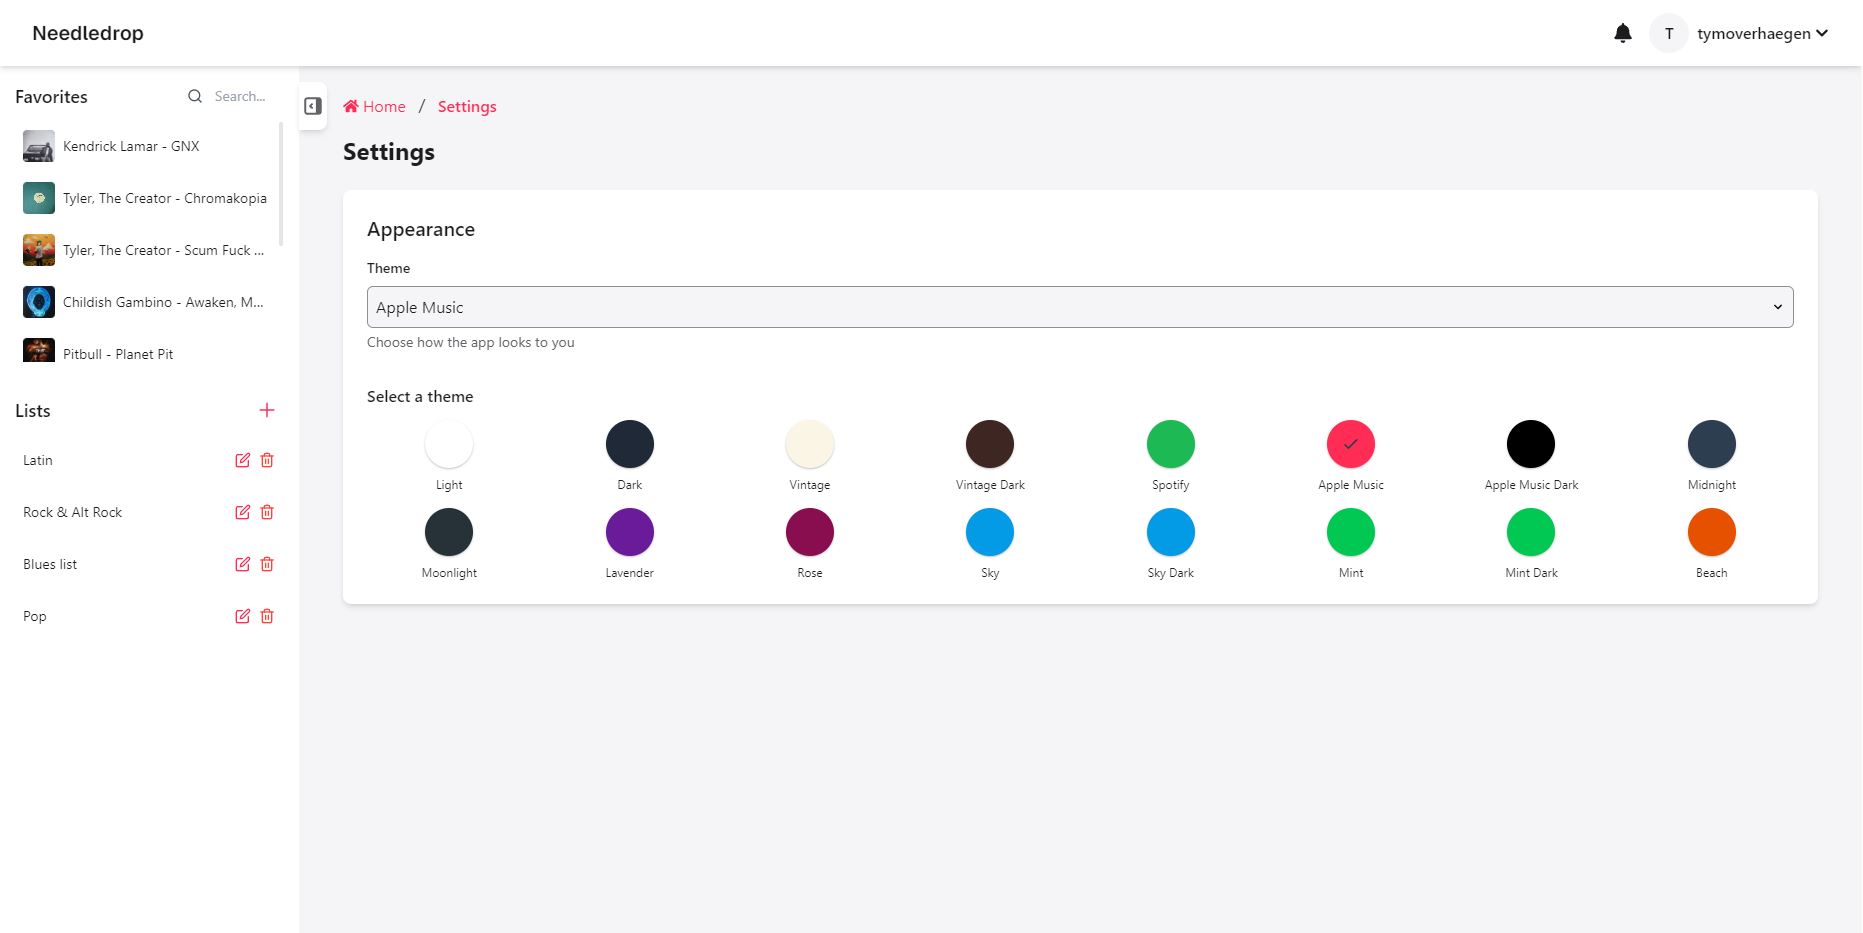 Needledrop
T tymoverhaegen
Favorites
Search...
Kendrick Lamar - GNX
Tyler, The Creator - Chromakopia
Tyler, The Creator - Scum Fuck ...
Childish Gambino - Awaken, M...
Pitbull - Planet Pit
Lists
Latin
Rock & Alt Rock
Blues list
Pop
Home / Settings
Settings
Appearance
Theme
Apple Music
Choose how the app looks to you
Select a theme
Light Dark Vintage Vintage Dark Spotify Apple Music Apple Music Dark Midnight
Moonlight Lavender Rose Sky Sky Dark Mint Mint Dark Beach